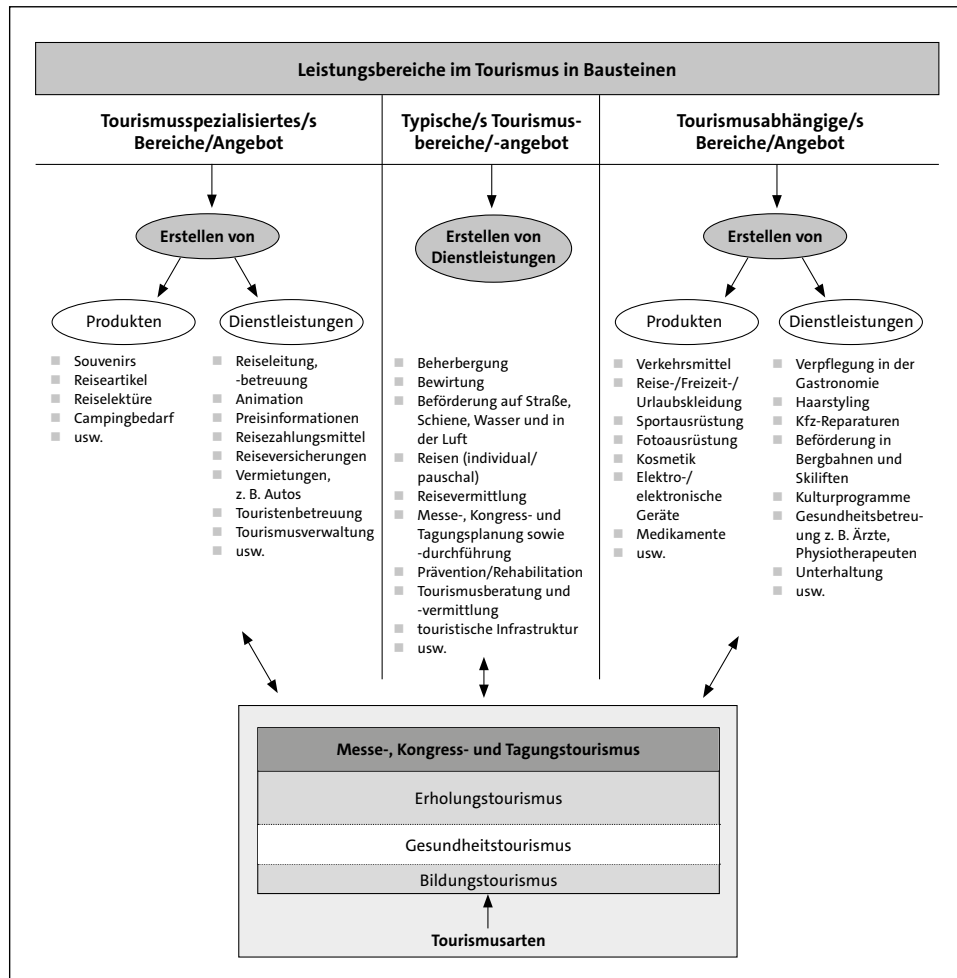 Leistungsbereiche im Tourismus in Bausteinen
Tourismusspezialisiertes/s
Bereiche/Angebot
Erstellen von
Produkten
Souvenirs
Reiseartikel
Reiselektüre
Campingbedarf
usw.
Dienstleistungen
Reiseleitung,
-betreuung
Animation
Preisinformationen
Reisezahlungsmittel
Reiseversicherungen
Vermietungen,
z. B. Autos
Touristenbetreuung
Tourismusverwaltung
usw.
Typische/s Tourismus-
bereiche/-angebot
Erstellen von
Dienstleistungen
Beherbergung
Bewirtung
Beförderung auf Straße,
Schiene, Wasser und in
der Luft
Reisen (individual/
pauschal)
Reisevermittlung
Messe-, Kongress- und
Tagungsplanung sowie
-durchführung
Prävention/Rehabilitation
Tourismusberatung und
-vermittlung
touristische Infrastruktur
usw.
Tourismusabhängige/s
Bereiche/Angebot
Erstellen von
Produkten
Verkehrsmittel
Reise-/Freizeit-/
Urlaubskleidung
Sportausrüstung
Fotoausrüstung
Kosmetik
Elektro-/
elektronische
Geräte
Medikamente
usw.
Dienstleistungen
Verpflegung in der
Gastronomie
Haarstyling
Kfz-Reparaturen
Beförderung in
Bergbahnen und
Skiliften
Kulturprogramme
Gesundheitsbetreu-
ung z. B. Ärzte,
Physiotherapeuten
Unterhaltung
usw.
Messe-, Kongress- und Tagungstourismus
Erholungstourismus
Gesundheitstourismus
Bildungstourismus
Tourismusarten